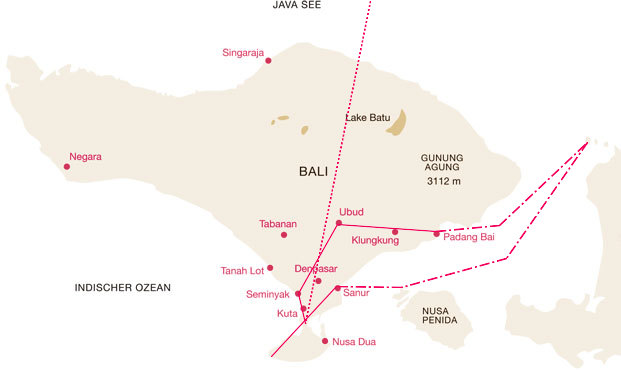 JAVA SEE
Singaraja
Lake Batu
Negara
GUNUNG
AGUNG
3112 m
BALI
Ubud
Tabanan
Klungkung
Padang Bai
Tanah Lot
Denpasar
INDISCHER OZEAN
Seminyak
Sanur
Kuta
NUSA
PENIDA
Nusa Dua